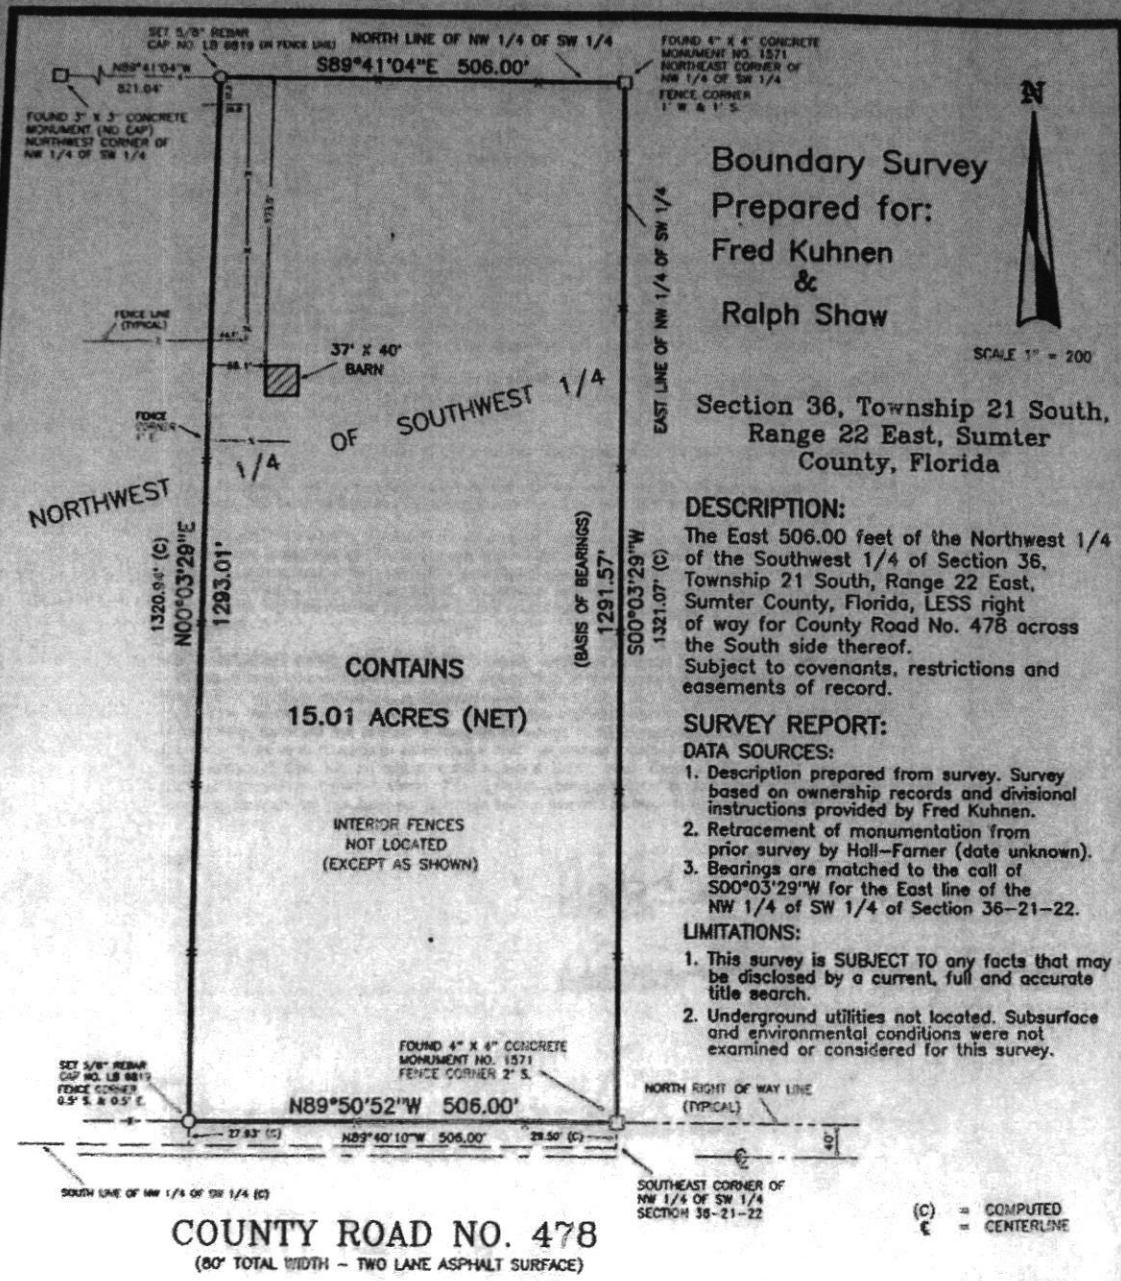 SET 5/8" REBAR
CAP NO. LB 6819 (IN FENCE LINE)
NORTH LINE OF NW 1/4 OF SW 1/4
S89°41'04"E 506.00'
FOUND 4" X 4" CONCRETE
MONUMENT NO. 1571
NORTHEAST CORNER OF
NW 1/4 OF SW 1/4
FENCE CORNER
1' W & 1' S.
N89°41'04"W
821.04'
FOUND 3" X 3" CONCRETE
MONUMENT (NO CAP)
NORTHWEST CORNER OF
NW 1/4 OF SW 1/4
N
Boundary Survey
Prepared for:
Fred Kuhnen
&
Ralph Shaw
SCALE 1" = 200'
FENCE LINE
(TYPICAL)
37' X 40'
BARN
EAST LINE OF NW 1/4 OF SW 1/4
FENCE
CORNER
1' E.
NORTHWEST 1/4 OF SOUTHWEST 1/4
Section 36, Township 21 South,
Range 22 East, Sumter
County, Florida
DESCRIPTION:
The East 506.00 feet of the Northwest 1/4
of the Southwest 1/4 of Section 36,
Township 21 South, Range 22 East,
Sumter County, Florida, LESS right
of way for County Road No. 478 across
the South side thereof.
Subject to covenants, restrictions and
easements of record.
1320.94' (C)
N00°03'29"E
1293.01'
(BASIS OF BEARINGS)
1291.57'
S00°03'29"W
1321.07' (C)
CONTAINS
15.01 ACRES (NET)
INTERIOR FENCES
NOT LOCATED
(EXCEPT AS SHOWN)
SURVEY REPORT:
DATA SOURCES:
1. Description prepared from survey. Survey
based on ownership records and divisional
instructions provided by Fred Kuhnen.
2. Retracement of monumentation from
prior survey by Hall-Farner (date unknown).
3. Bearings are matched to the call of
S00°03'29"W for the East line of the
NW 1/4 of SW 1/4 of Section 36-21-22.
LIMITATIONS:
1. This survey is SUBJECT TO any facts that may
be disclosed by a current, full and accurate
title search.
2. Underground utilities not located. Subsurface
and environmental conditions were not
examined or considered for this survey.
SET 5/8" REBAR
CAP NO. LB 6819
FENCE CORNER
0.5' S. & 0.5' E.
FOUND 4" X 4" CONCRETE
MONUMENT NO. 1571
FENCE CORNER 2' S.
NORTH RIGHT OF WAY LINE
(TYPICAL)
N89°50'52"W 506.00'
27.93' (C)
N89°40'10"W 506.00'
29.50' (C)
40'
SOUTH LINE OF NW 1/4 OF SW 1/4 (C)
SOUTHEAST CORNER OF
NW 1/4 OF SW 1/4
SECTION 36-21-22
(C) = COMPUTED
℄ = CENTERLINE
COUNTY ROAD NO. 478
(80' TOTAL WIDTH - TWO LANE ASPHALT SURFACE)